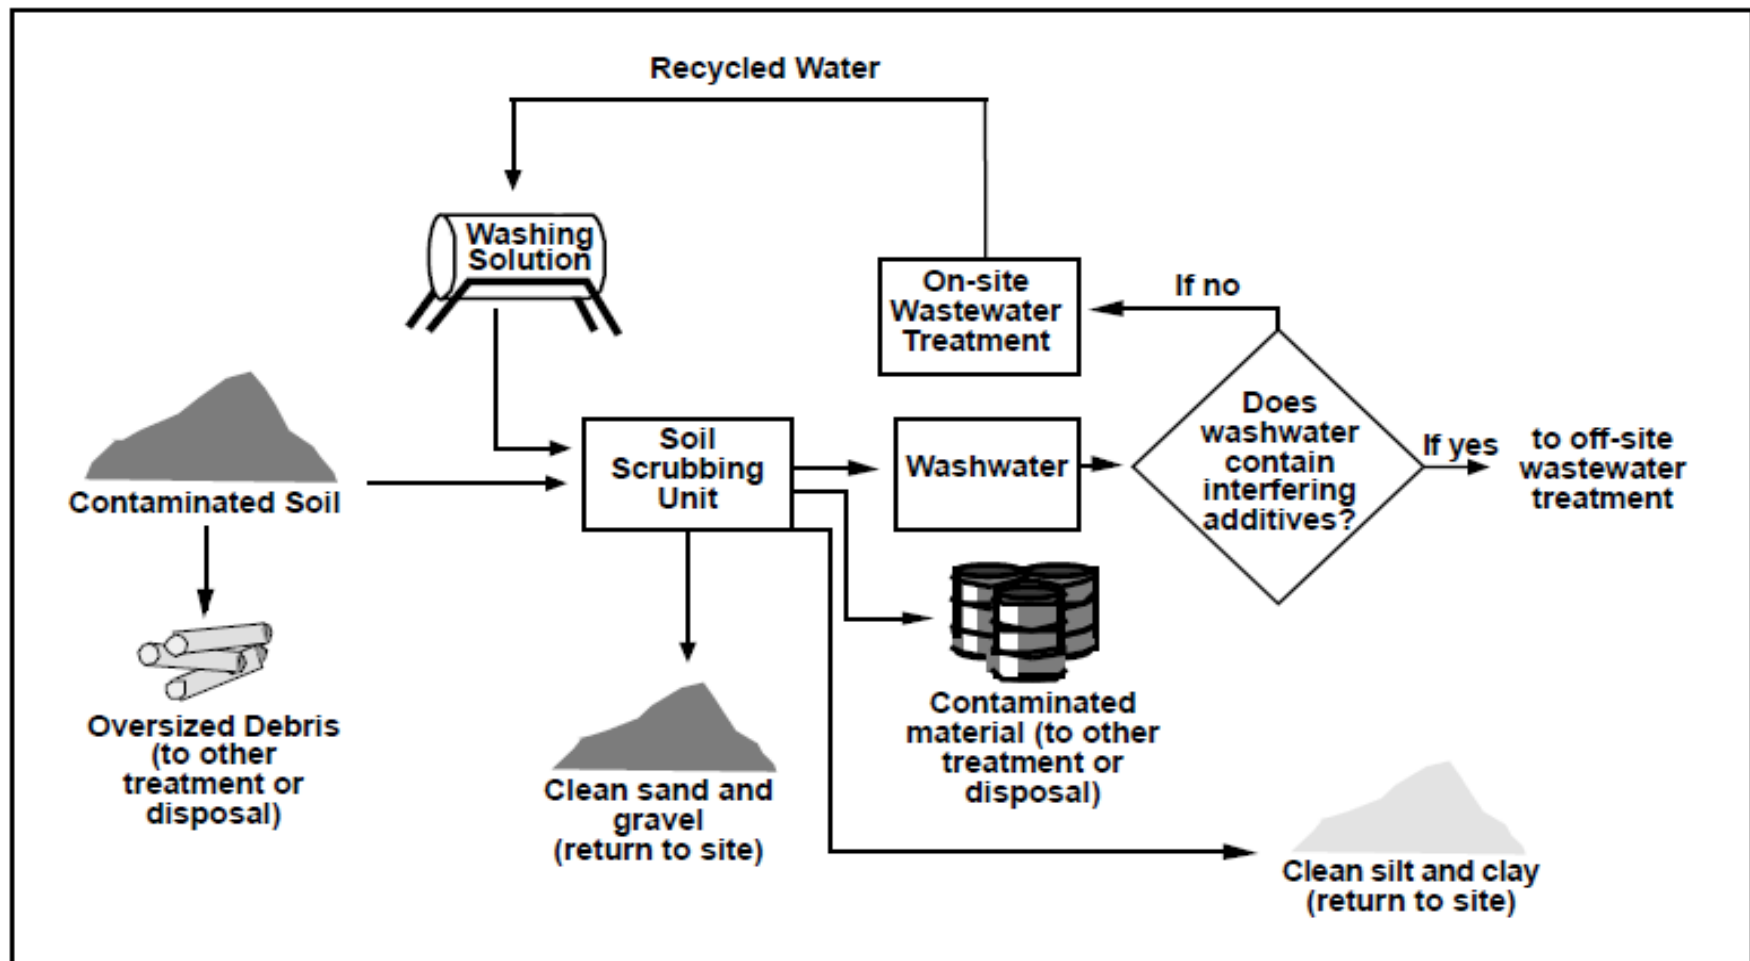 Recycled Water
Washing
Solution
On-site
Wastewater
Treatment
If no
Contaminated Soil
Soil
Scrubbing
Unit
Washwater
Does
washwater
contain
interfering
additives?
If yes
to off-site
wastewater
treatment
Oversized Debris
(to other
treatment or
disposal)
Clean sand and
gravel
(return to site)
Contaminated
material (to other
treatment or
disposal)
Clean silt and clay
(return to site)